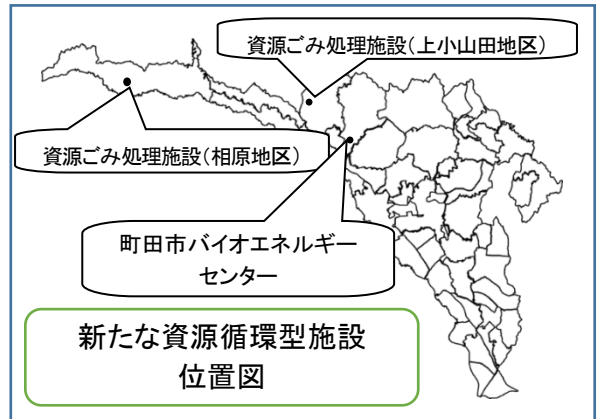 資源ごみ処理施設(上小山田地区)
資源ごみ処理施設(相原地区)
町田市バイオエネルギー
センター
新たな資源循環型施設
位置図